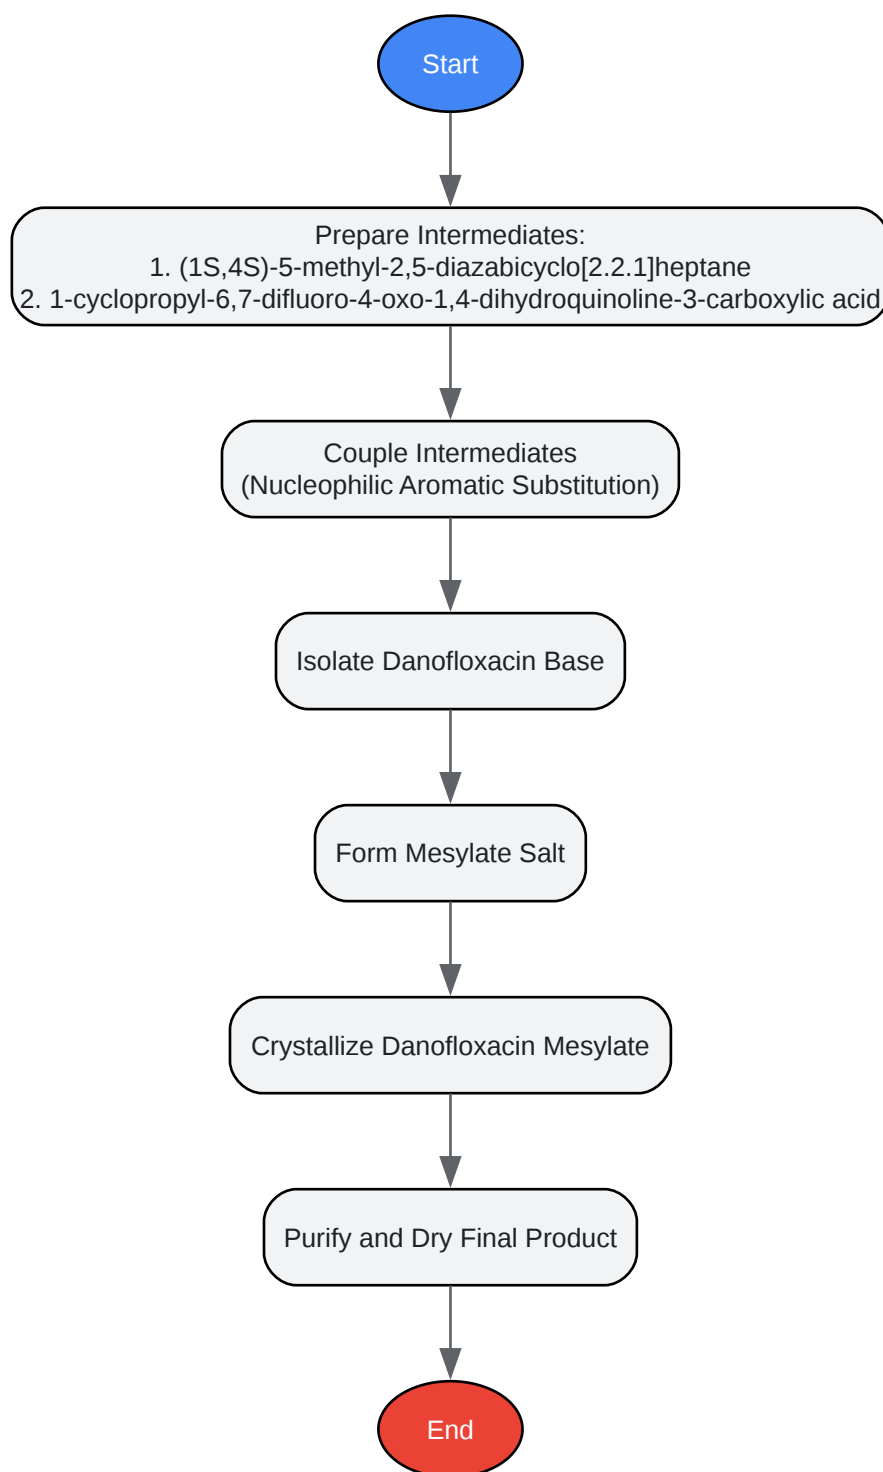 Start
Prepare Intermediates:
1. (1S,4S)-5-methyl-2,5-diazabicyclo[2.2.1]heptane
2. 1-cyclopropyl-6,7-difluoro-4-oxo-1,4-dihydroquinoline-3-carboxylic acid
Couple Intermediates
(Nucleophilic Aromatic Substitution)
Isolate Danofloxacin Base
Form Mesylate Salt
Crystallize Danofloxacin Mesylate
Purify and Dry Final Product
End